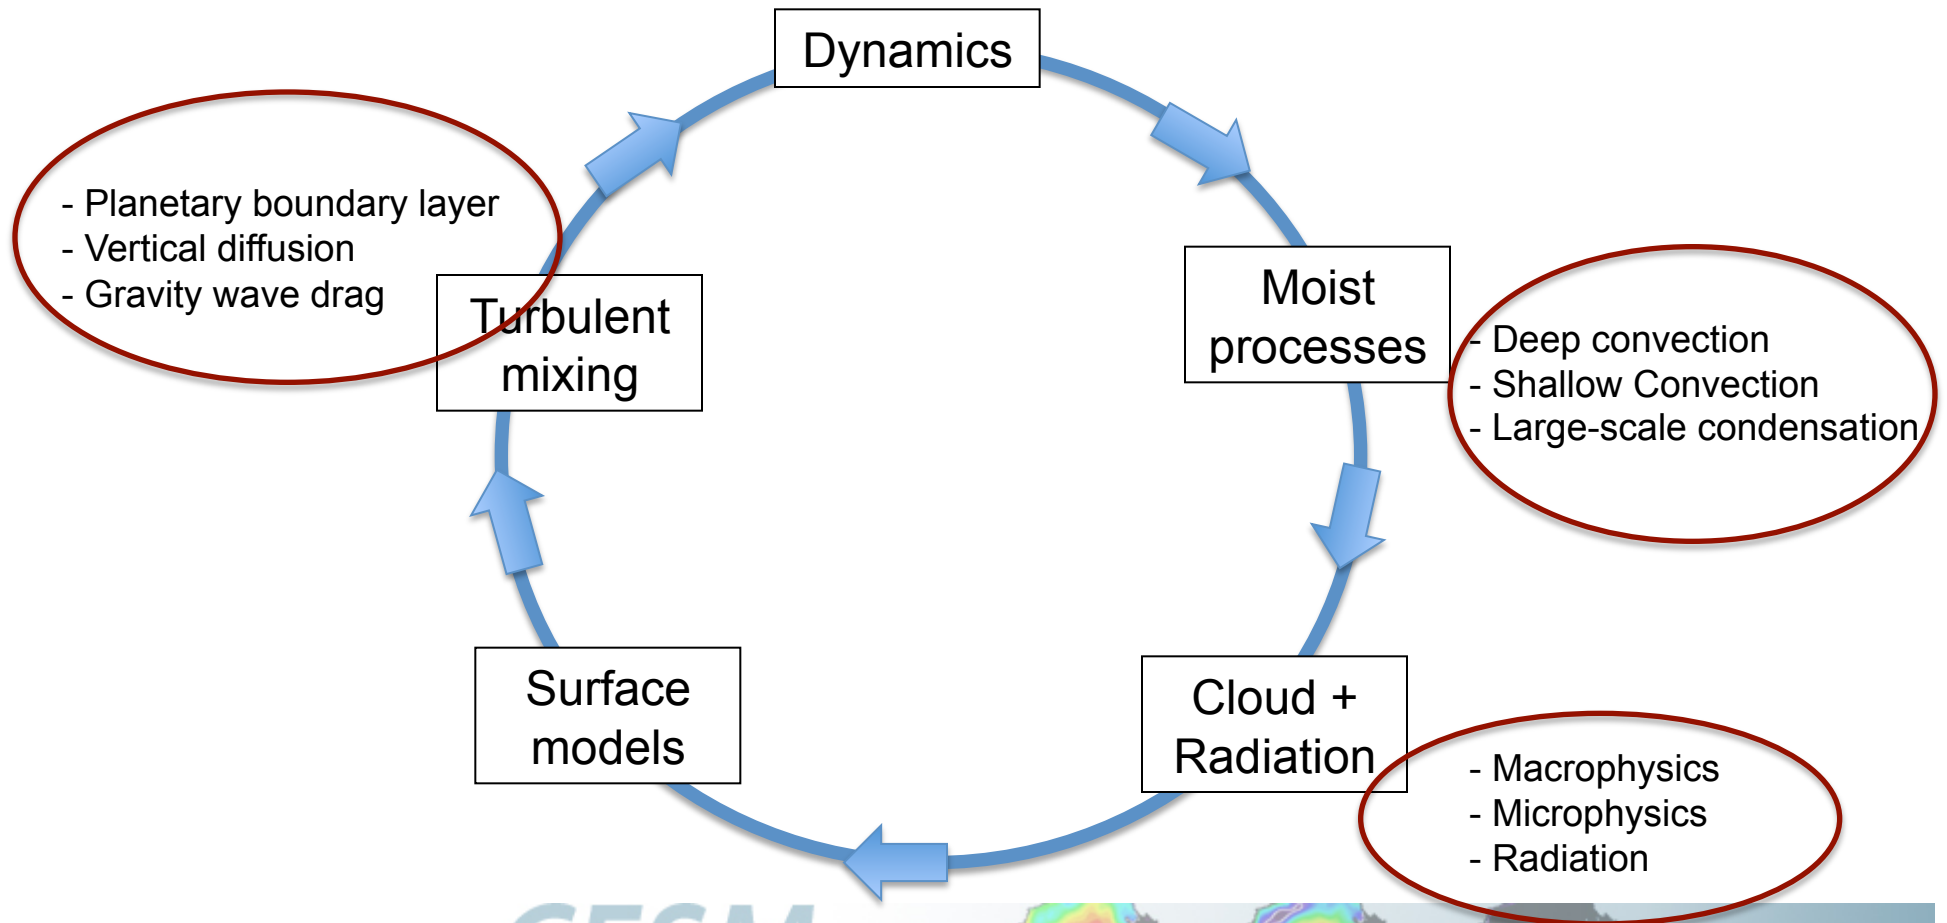 Dynamics
- Planetary boundary layer
- Vertical diffusion
- Gravity wave drag
Turbulent
mixing
Moist
processes
- Deep convection
- Shallow Convection
- Large-scale condensation
Surface
models
Cloud +
Radiation
- Macrophysics
- Microphysics
- Radiation
CESM